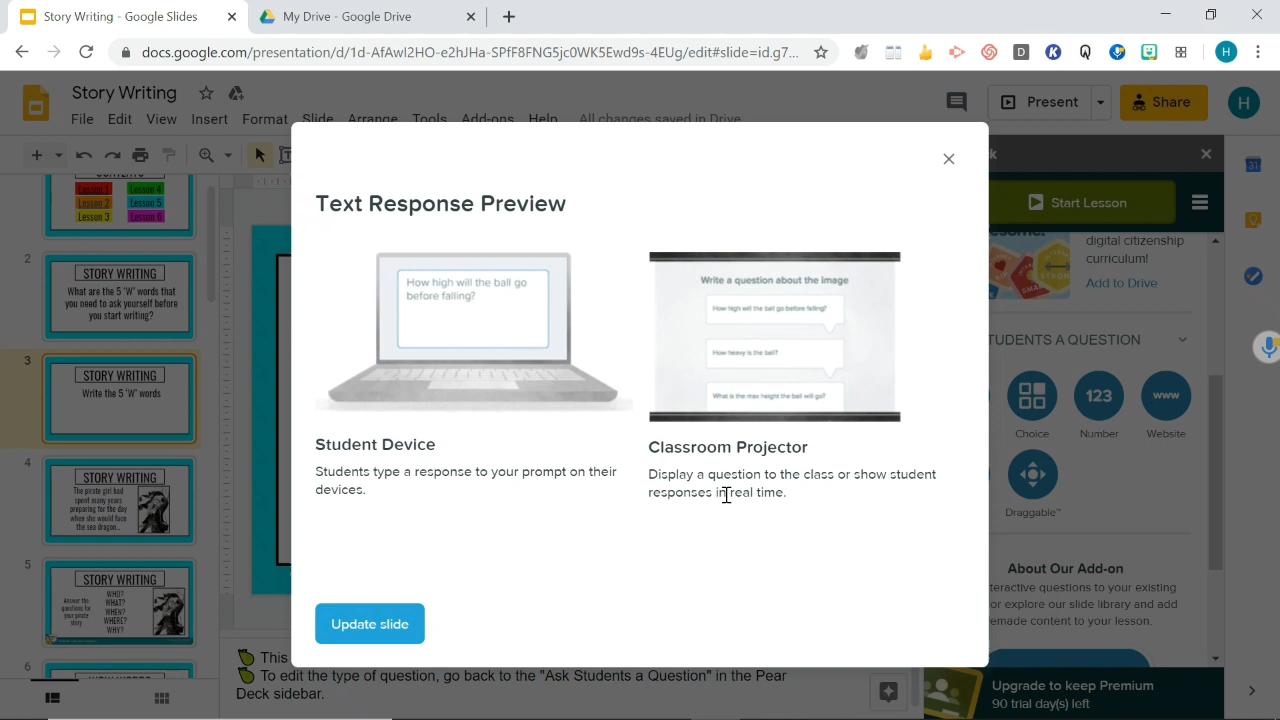 Story Writing - Google Slides
My Drive - Google Drive
docs.google.com/presentation/d/1d-AfAwI2HO-e2hJHa-SPfFBFNG5jc0WK5Ewd9s-4EUg/edit#slide=id.g7...
Story Writing
File Edit View Insert Format Slide Arrange Tools Add-ons Help All changes saved in Drive
Present
Share
H
k
Start Lesson
Text Response Preview
How high will the ball go
before falling?
Student Device
Students type a response to your prompt on their
devices.
Write a question about the image
How high will the ball go before falling?
How heavy is the ball?
What is the max height the ball will go?
Classroom Projector
Display a question to the class or show student
responses in real time.
Update slide
CONTENTS
Lesson 1 Lesson 4
Lesson 2 Lesson 5
Lesson 3 Lesson 6
2
STORY WRITING
What are the 5 'W' words that
you need to ask yourself before
you start writing?
3
STORY WRITING
Write the 5 'W' words
4
STORY WRITING
The pirate girl had
spent many years
preparing for the day
when she would face
the sea dragon...
5
STORY WRITING
Answer the
questions for
your pirate
story
WHO?
WHAT?
WHEN?
WHERE?
WHY?
6
This
To edit the type of question, go back to the "Ask Students a Question" in the Pear
Deck sidebar.
digital citizenship
curriculum!
Add to Drive
TUDENTS A QUESTION
Choice
123
Number
www
Website
Draggable™
About Our Add-on
nteractive questions to your existing
or explore our slide library and add
remade content to your lesson.
Upgrade to keep Premium
90 trial day(s) left